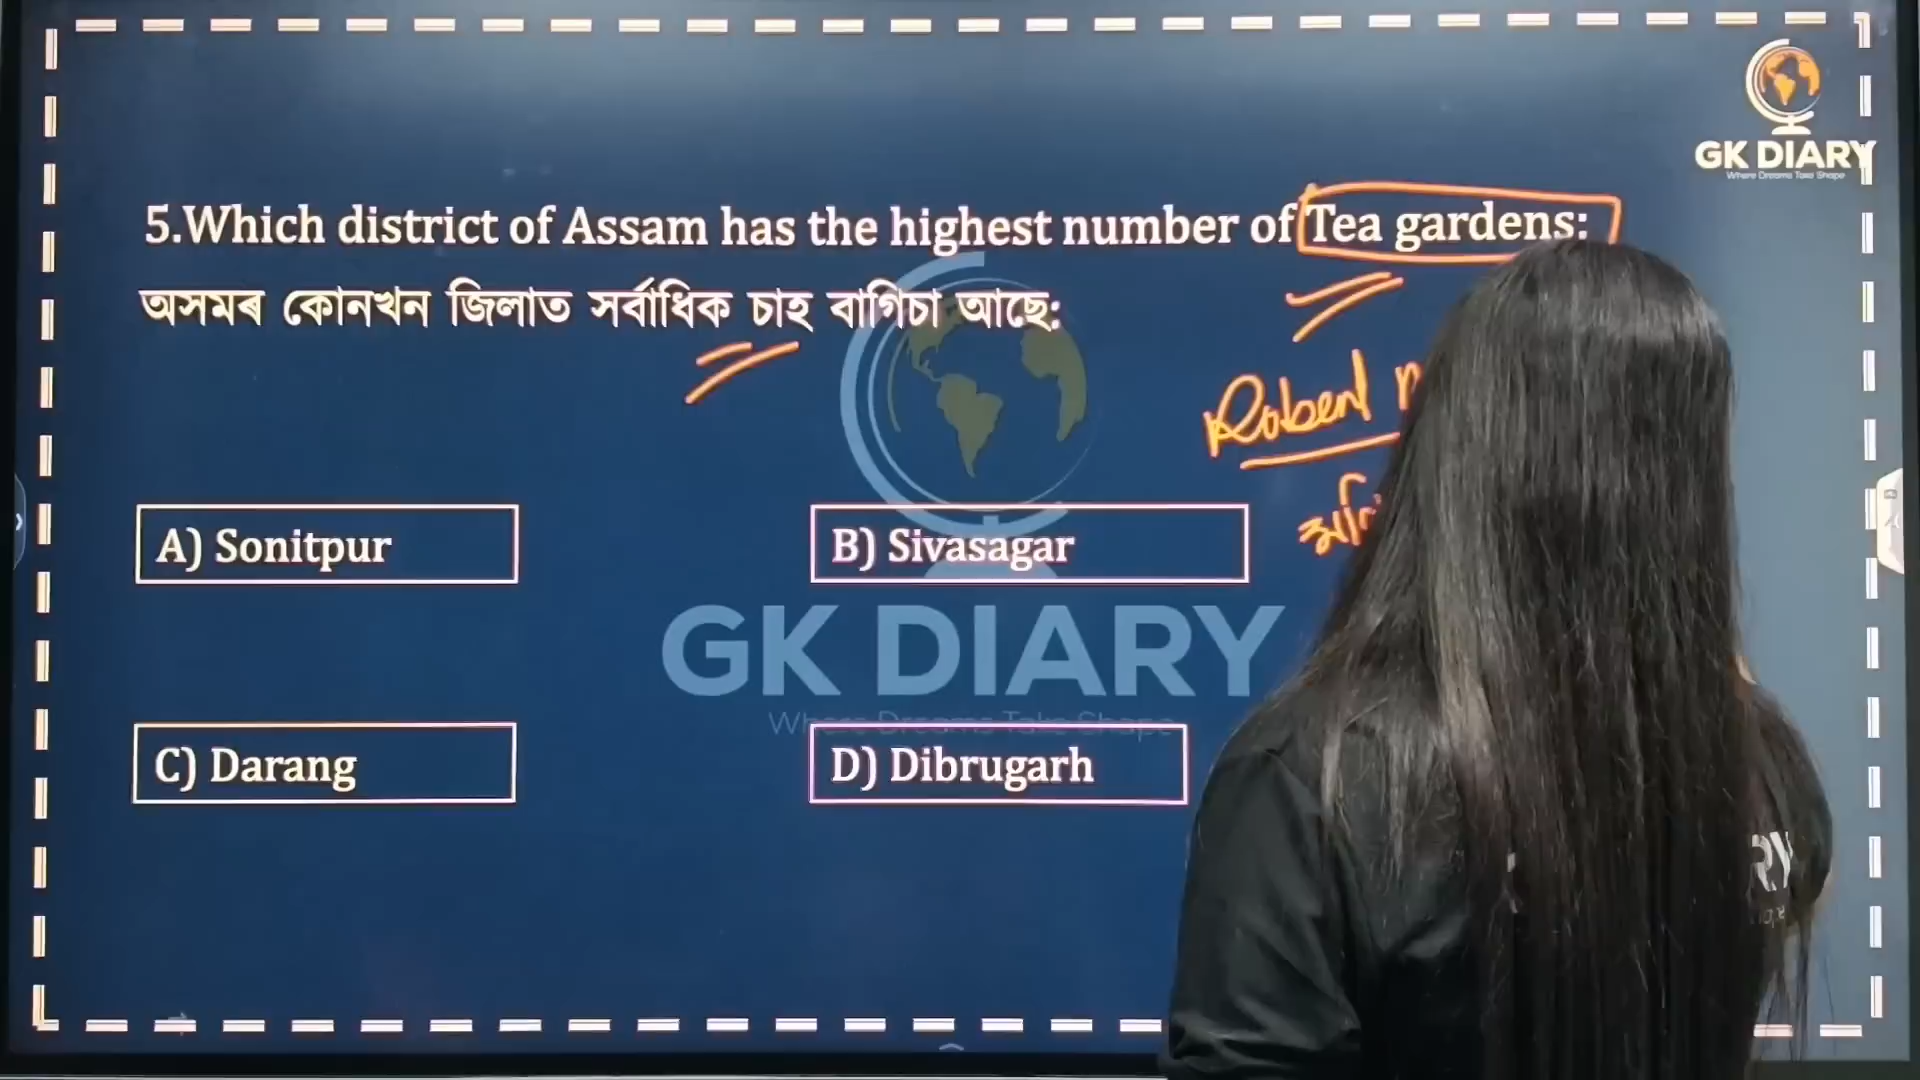 GK DIARY
Where Dreams Take Shape
5.Which district of Assam has the highest number of Tea gardens:
অসমৰ কোনখন জিলাত সৰ্বাধিক চাহ বাগিচা আছে:
Robert
A) Sonitpur
B) Sivasagar
GK DIARY
Where Dreams Take Shape
C) Darang
D) Dibrugarh
RY